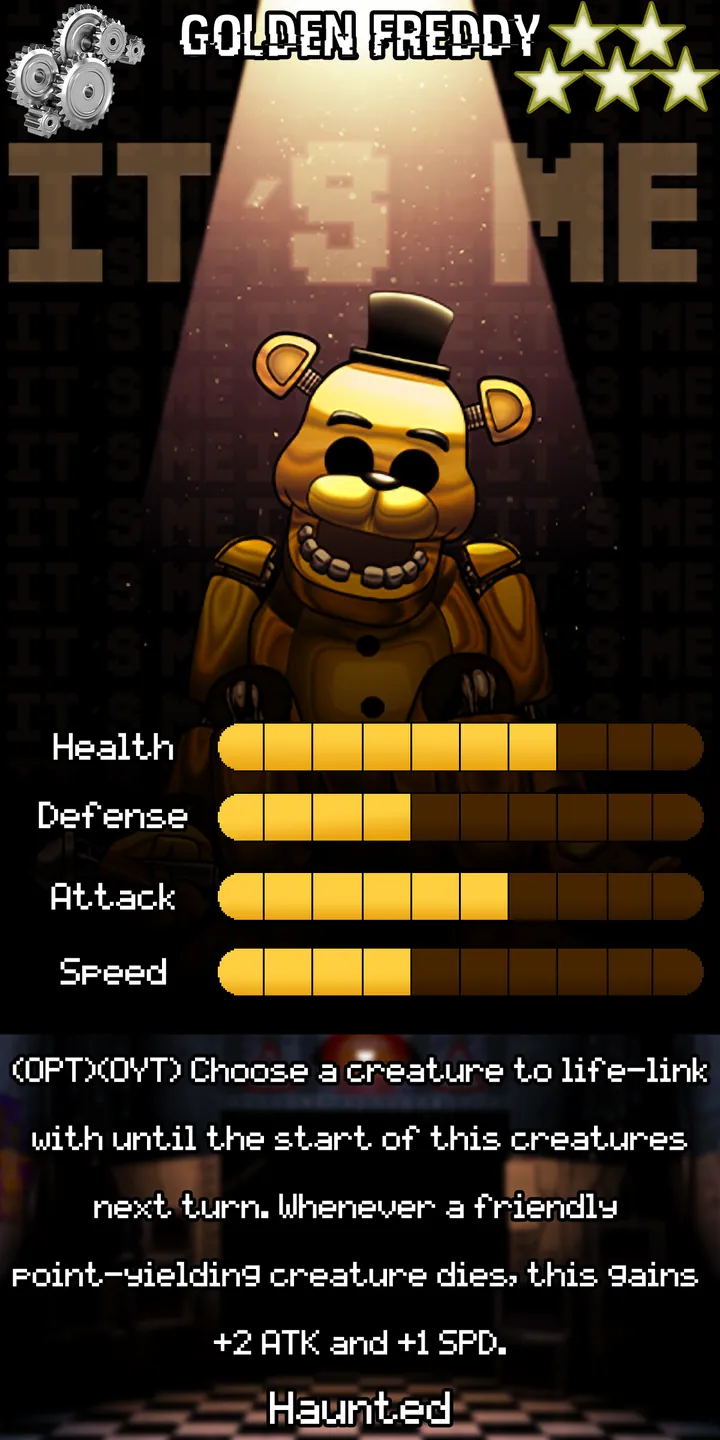 GOLDEN FREDDY
IT'S ME
Health
Defense
Attack
Speed
(OPT)(OYT) Choose a creature to life-link
with until the start of this creatures
next turn. Whenever a friendly
point-yielding creature dies, this gains
+2 ATK and +1 SPD.
Haunted